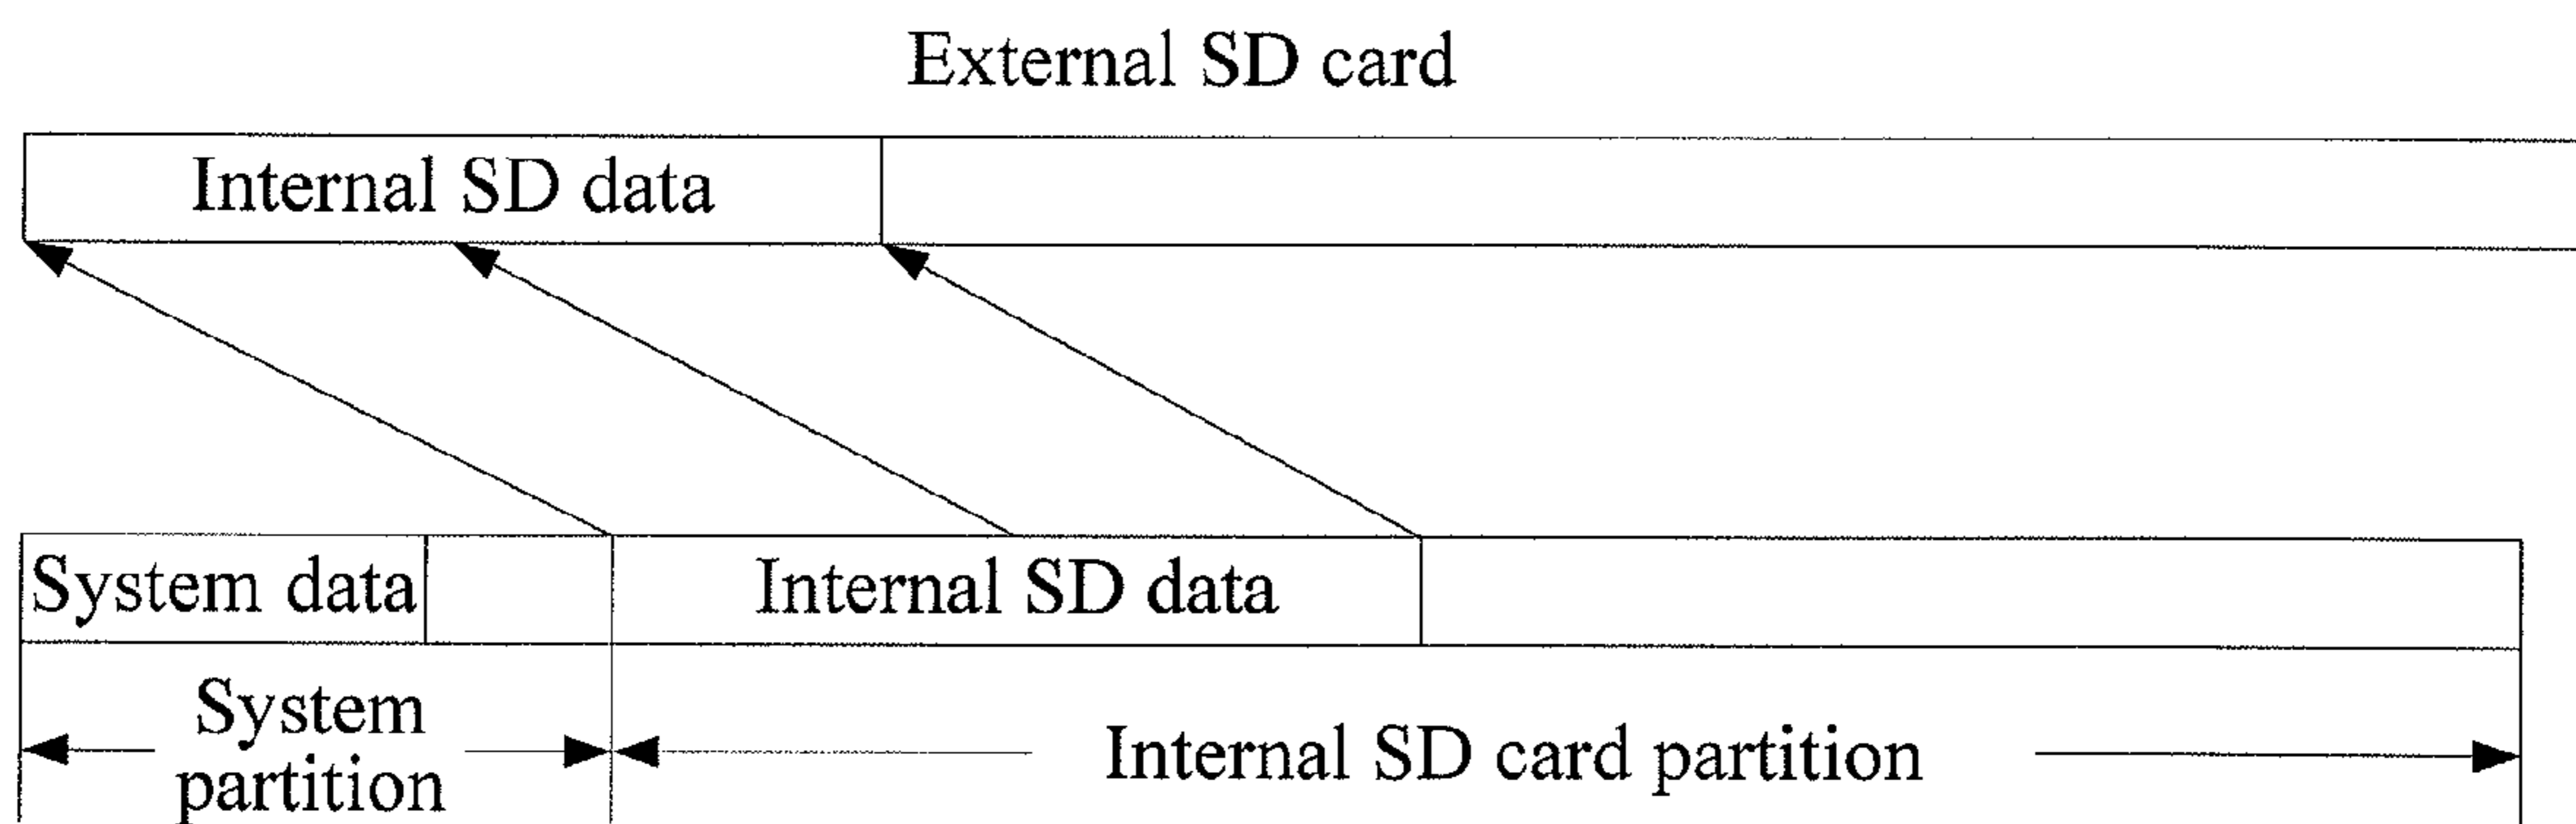 External SD card
Internal SD data
System data
Internal SD data
System
partition
Internal SD card partition